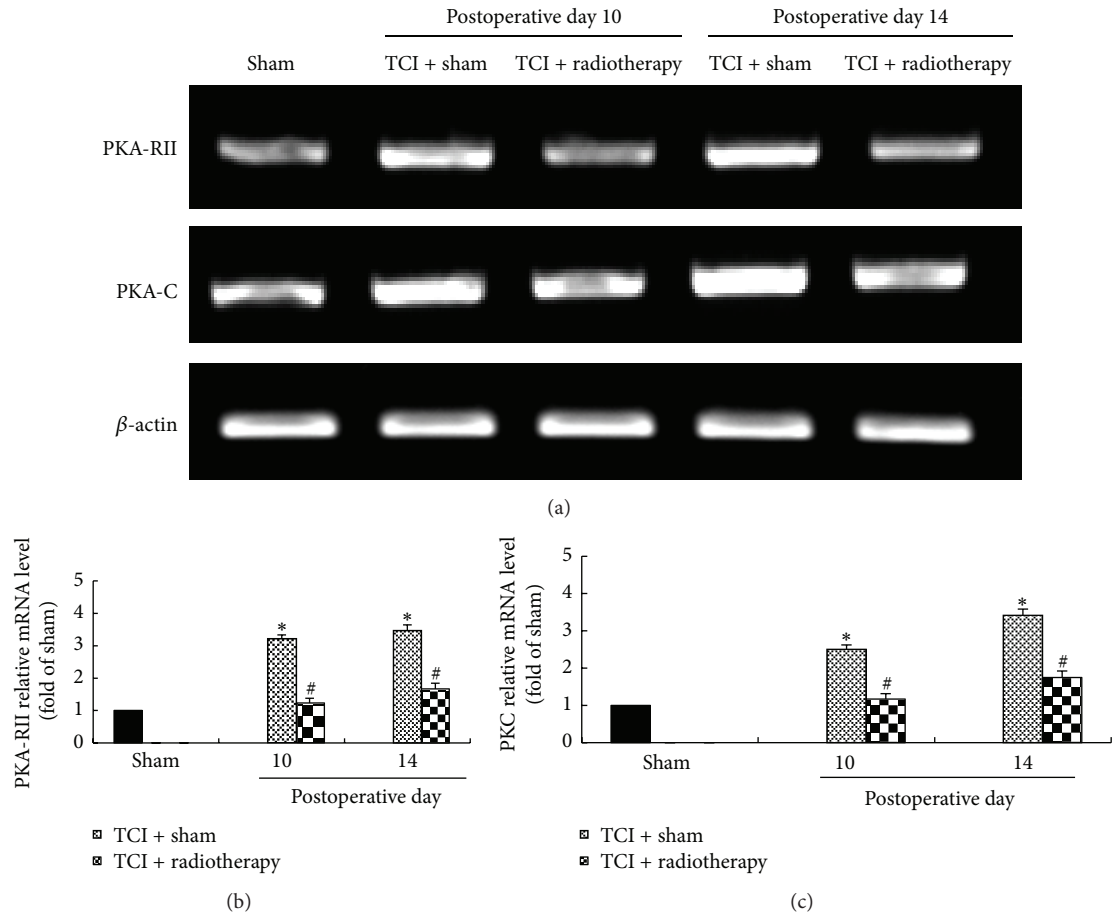 Postoperative day 10 Postoperative day 14
Sham TCI + sham TCI + radiotherapy TCI + sham TCI + radiotherapy
PKA-RII
PKA-C
β-actin
(a)
PKA-RII relative mRNA level
(fold of sham)
5
4
3
2
1
0
* # * #
Sham 10 14
Postoperative day
TCI + sham
TCI + radiotherapy
(b)
PKC relative mRNA level
(fold of sham)
5
4
3
2
1
0
* # * #
Sham 10 14
Postoperative day
TCI + sham
TCI + radiotherapy
(c)